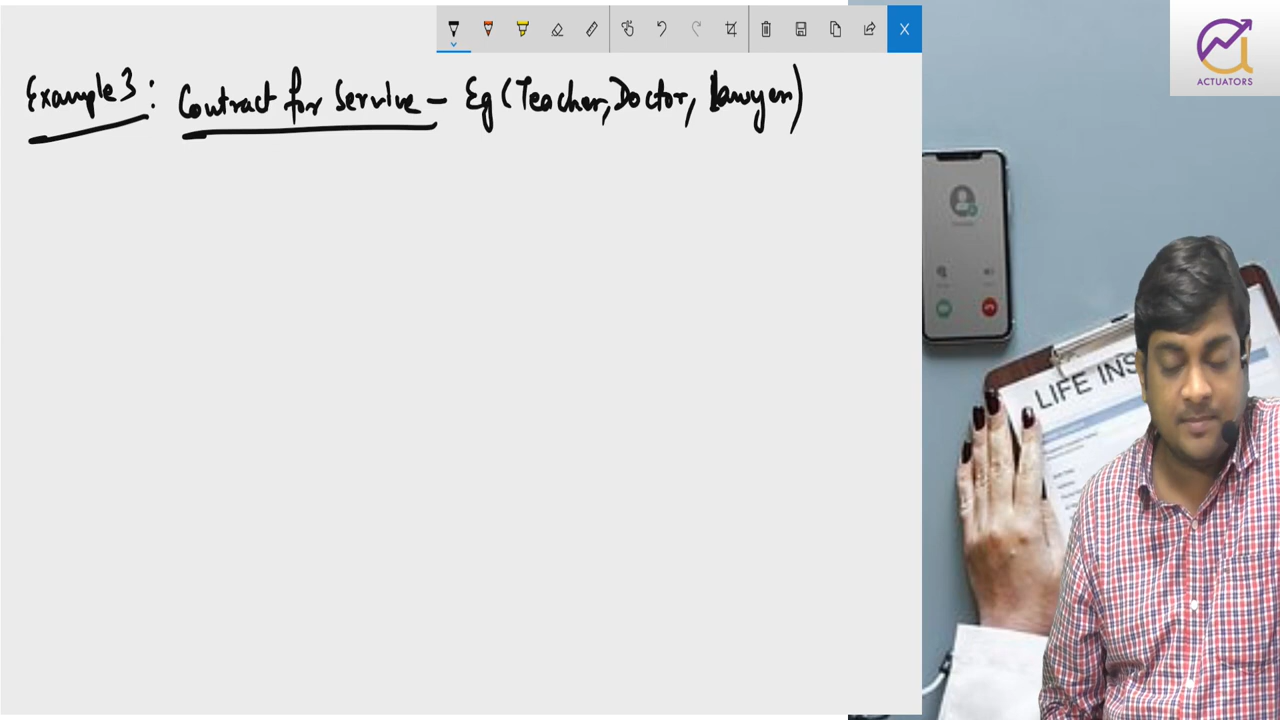 Example 3: Contract for Service - Eg (Teacher, Doctor, Lawyer)
ACTUATORS
LIFE INS